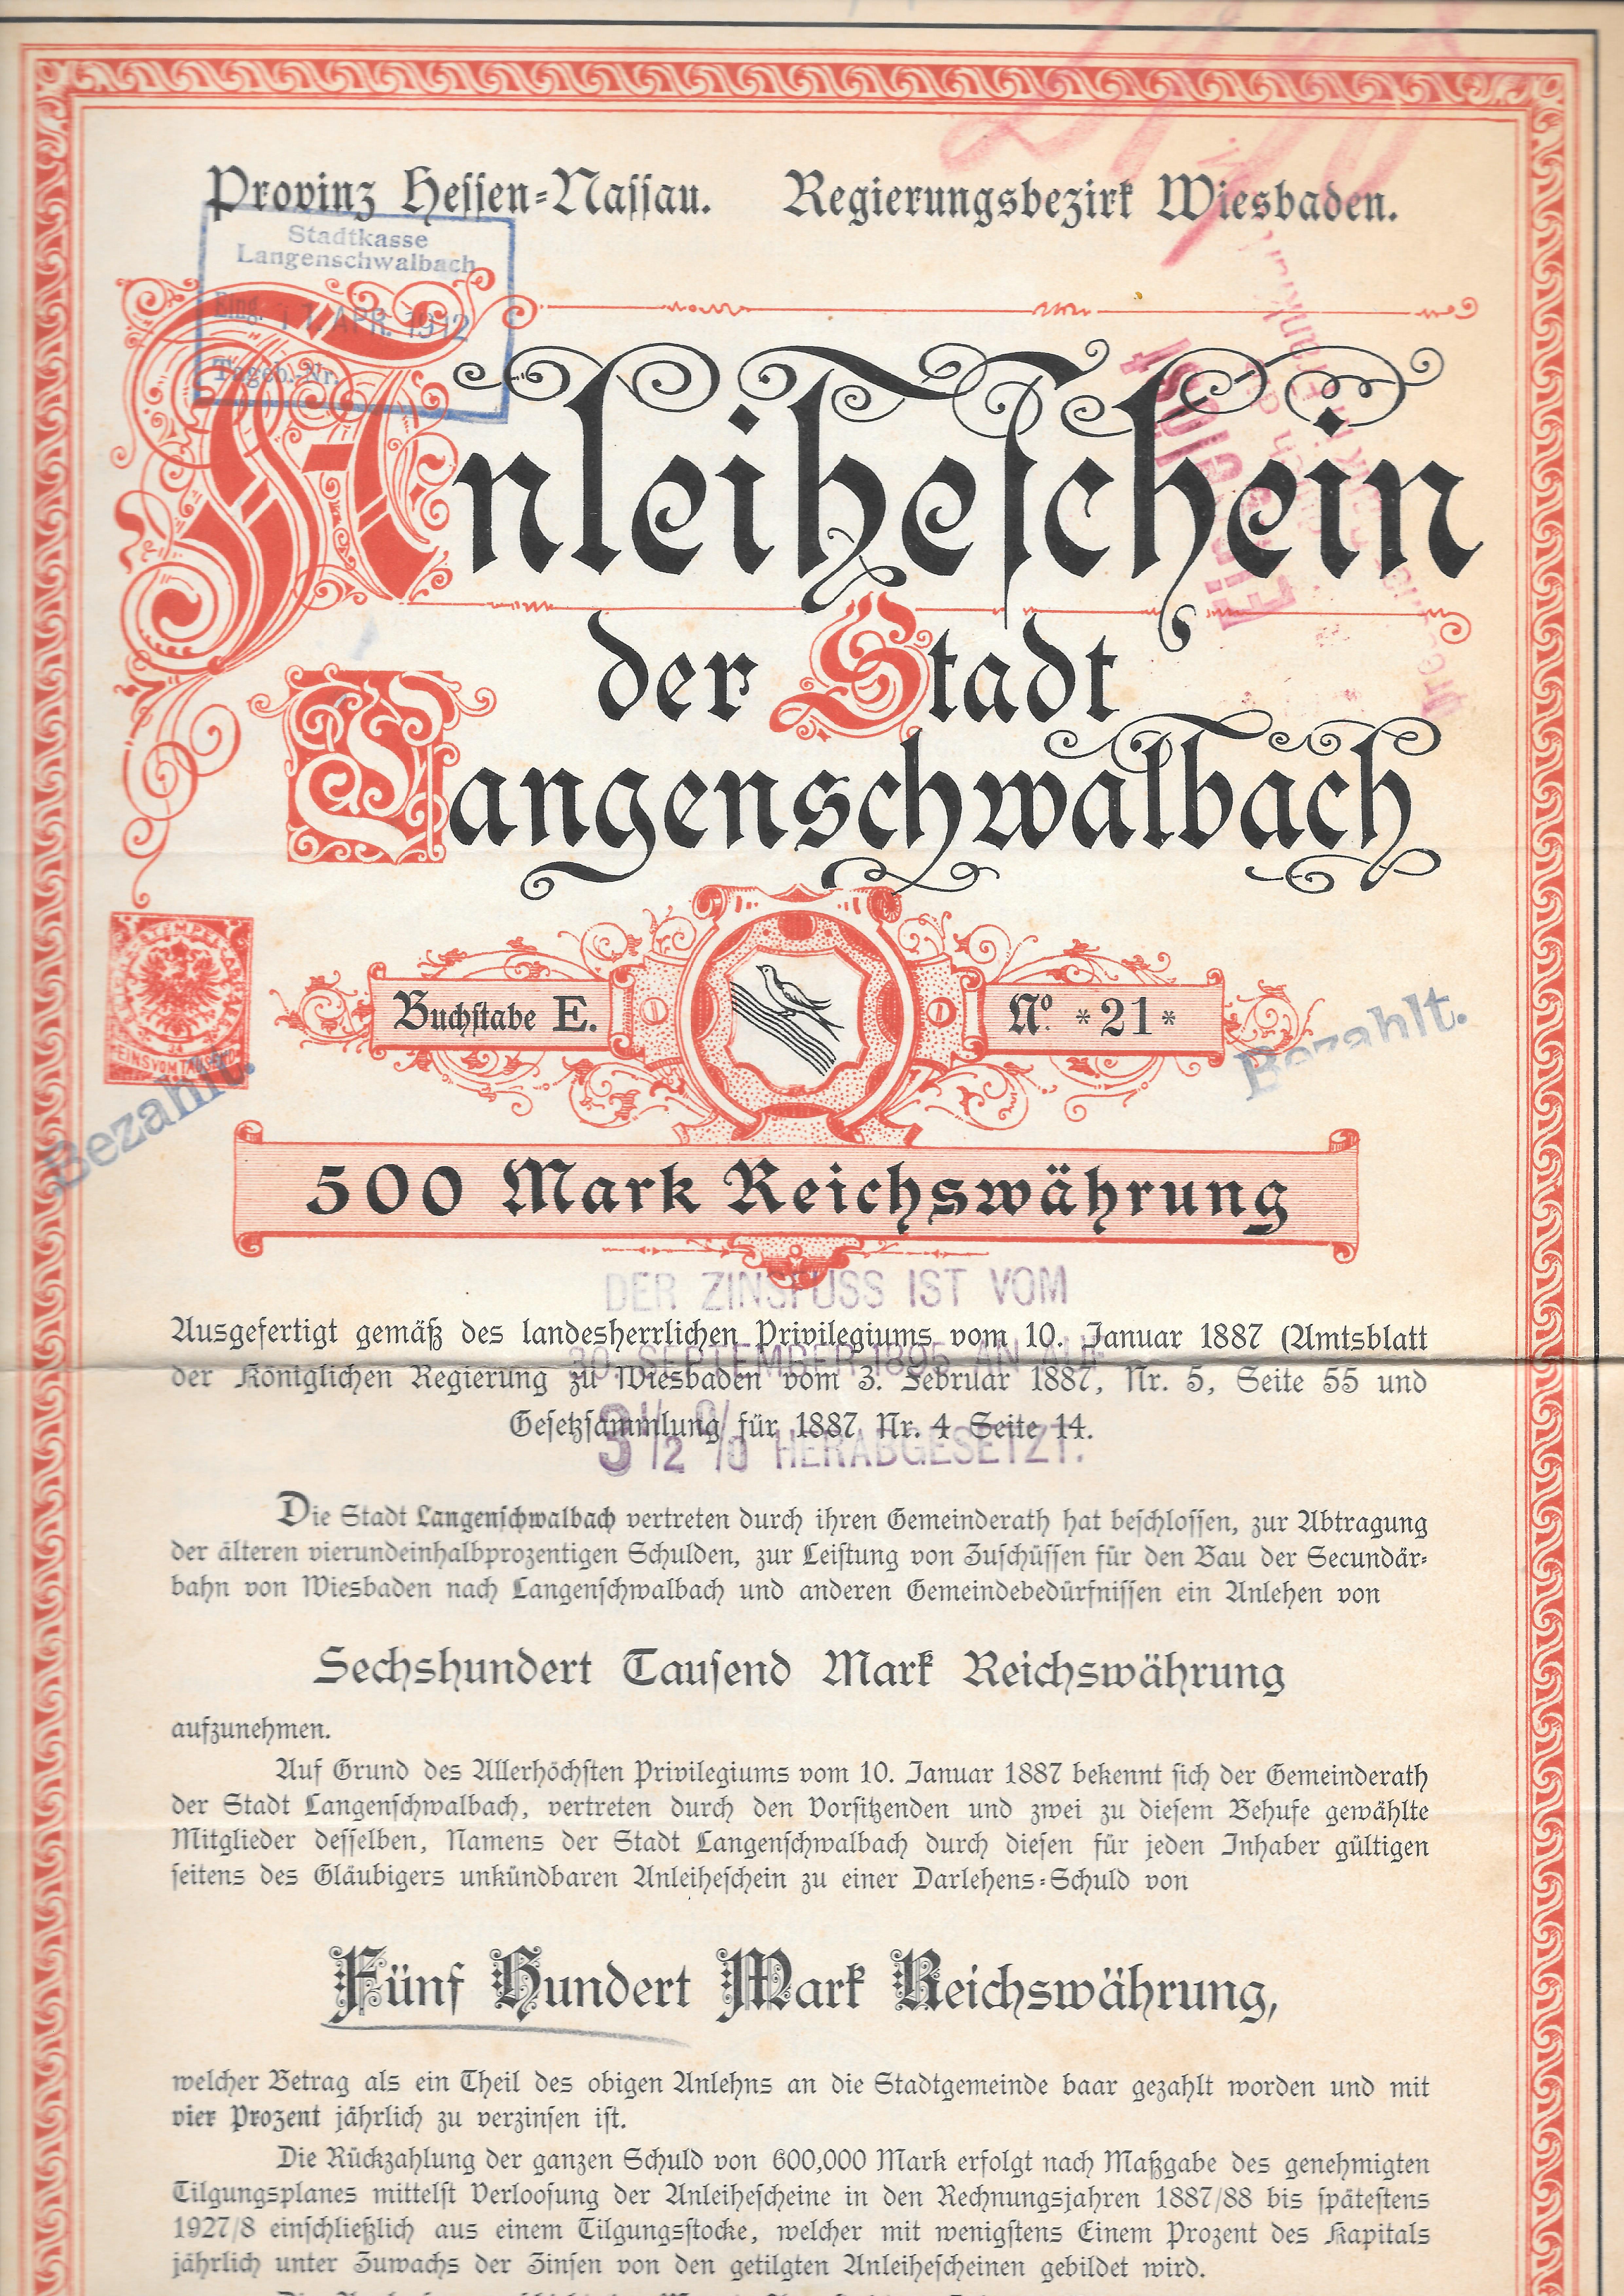 Provinz Hessen-Nassau. Regierungsbezirk Wiesbaden.
Stadtkasse
Langenschwalbach
Eing. 11. APR. 1912
Tageb.-Nr.
Anleiheschein
der Stadt
Langenschwalbach
Buchstabe E.
No. *21*
EINS VOM TAUSEND
Bezahlt.
Bezahlt.
500 Mark Reichswährung
DER ZINSFUSS IST VOM
30. SEPTEMBER 1895 AN AUF
3 1/2 % HERABGESETZT.
Ausgefertigt gemäß des landesherrlichen Privilegiums vom 10. Januar 1887 (Amtsblatt
der Königlichen Regierung zu Wiesbaden vom 3. Februar 1887, Nr. 5, Seite 55 und
Gesetzsammlung für 1887 Nr. 4 Seite 14.
Die Stadt Langenschwalbach vertreten durch ihren Gemeinderath hat beschlossen, zur Abtragung
der älteren vierundeinhalbprozentigen Schulden, zur Leistung von Zuschüssen für den Bau der Secundär-
bahn von Wiesbaden nach Langenschwalbach und anderen Gemeindebedürfnissen ein Anlehen von
Sechshundert Tausend Mark Reichswährung
aufzunehmen.
Auf Grund des Allerhöchsten Privilegiums vom 10. Januar 1887 bekennt sich der Gemeinderath
der Stadt Langenschwalbach, vertreten durch den Vorsitzenden und zwei zu diesem Behufe gewählte
Mitglieder desselben, Namens der Stadt Langenschwalbach durch diesen für jeden Inhaber gültigen
seitens des Gläubigers unkündbaren Anleiheschein zu einer Darlehens-Schuld von
Fünf Hundert Mark Reichswährung,
welcher Betrag als ein Theil des obigen Anlehns an die Stadtgemeinde baar gezahlt worden und mit
vier Prozent jährlich zu verzinsen ist.
Die Rückzahlung der ganzen Schuld von 600,000 Mark erfolgt nach Maßgabe des genehmigten
Tilgungsplanes mittelst Verloosung der Anleihescheine in den Rechnungsjahren 1887/88 bis spätestens
1927/8 einschließlich aus einem Tilgungsstocke, welcher mit wenigstens Einem Prozent des Kapitals
jährlich unter Zuwachs der Zinsen von den getilgten Anleihescheinen gebildet wird.